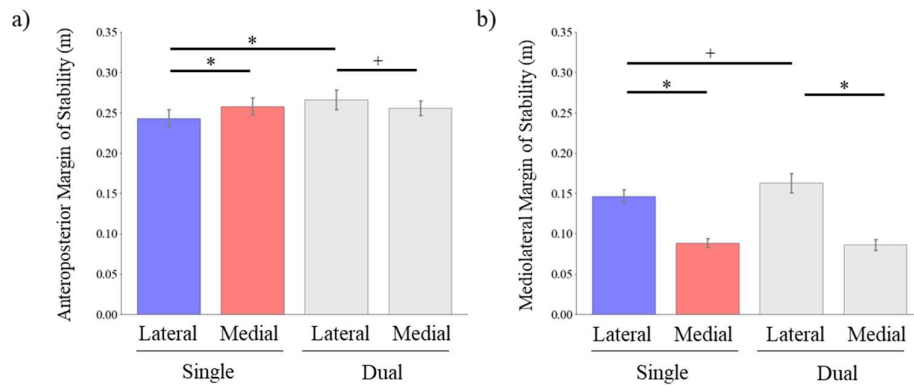 a)
Anteroposterior Margin of Stability (m)
0.35
0.30
0.25
0.20
0.15
0.10
0.05
0.00
*
*
+
Lateral Medial Lateral Medial
Single Dual
b)
Mediolateral Margin of Stability (m)
0.35
0.30
0.25
0.20
0.15
0.10
0.05
0.00
+
*
*
Lateral Medial Lateral Medial
Single Dual